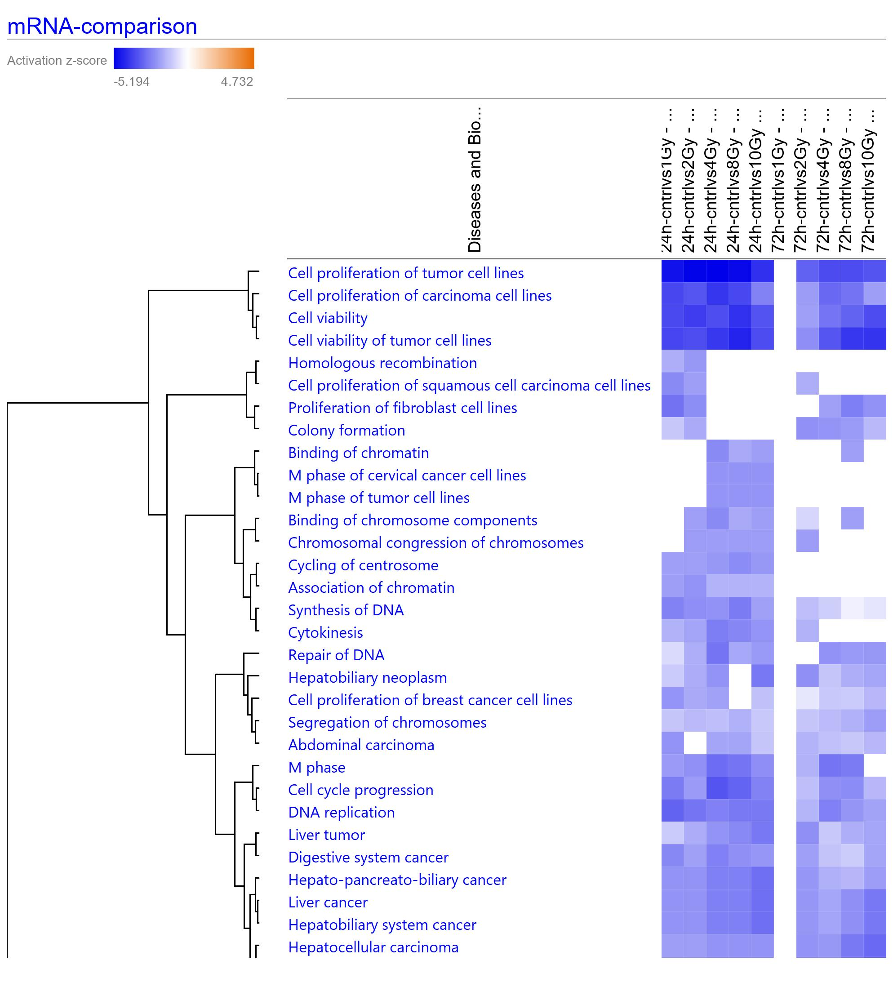 mRNA-comparison
Activation z-score
-5.194 4.732
Diseases and Bio...
24h-cntrlvs1Gy - ...
24h-cntrlvs2Gy - ...
24h-cntrlvs4Gy - ...
24h-cntrlvs8Gy - ...
24h-cntrlvs10Gy ...
72h-cntrlvs1Gy - ...
72h-cntrlvs2Gy - ...
72h-cntrlvs4Gy - ...
72h-cntrlvs8Gy - ...
72h-cntrlvs10Gy ...
Cell proliferation of tumor cell lines
Cell proliferation of carcinoma cell lines
Cell viability
Cell viability of tumor cell lines
Homologous recombination
Cell proliferation of squamous cell carcinoma cell lines
Proliferation of fibroblast cell lines
Colony formation
Binding of chromatin
M phase of cervical cancer cell lines
M phase of tumor cell lines
Binding of chromosome components
Chromosomal congression of chromosomes
Cycling of centrosome
Association of chromatin
Synthesis of DNA
Cytokinesis
Repair of DNA
Hepatobiliary neoplasm
Cell proliferation of breast cancer cell lines
Segregation of chromosomes
Abdominal carcinoma
M phase
Cell cycle progression
DNA replication
Liver tumor
Digestive system cancer
Hepato-pancreato-biliary cancer
Liver cancer
Hepatobiliary system cancer
Hepatocellular carcinoma